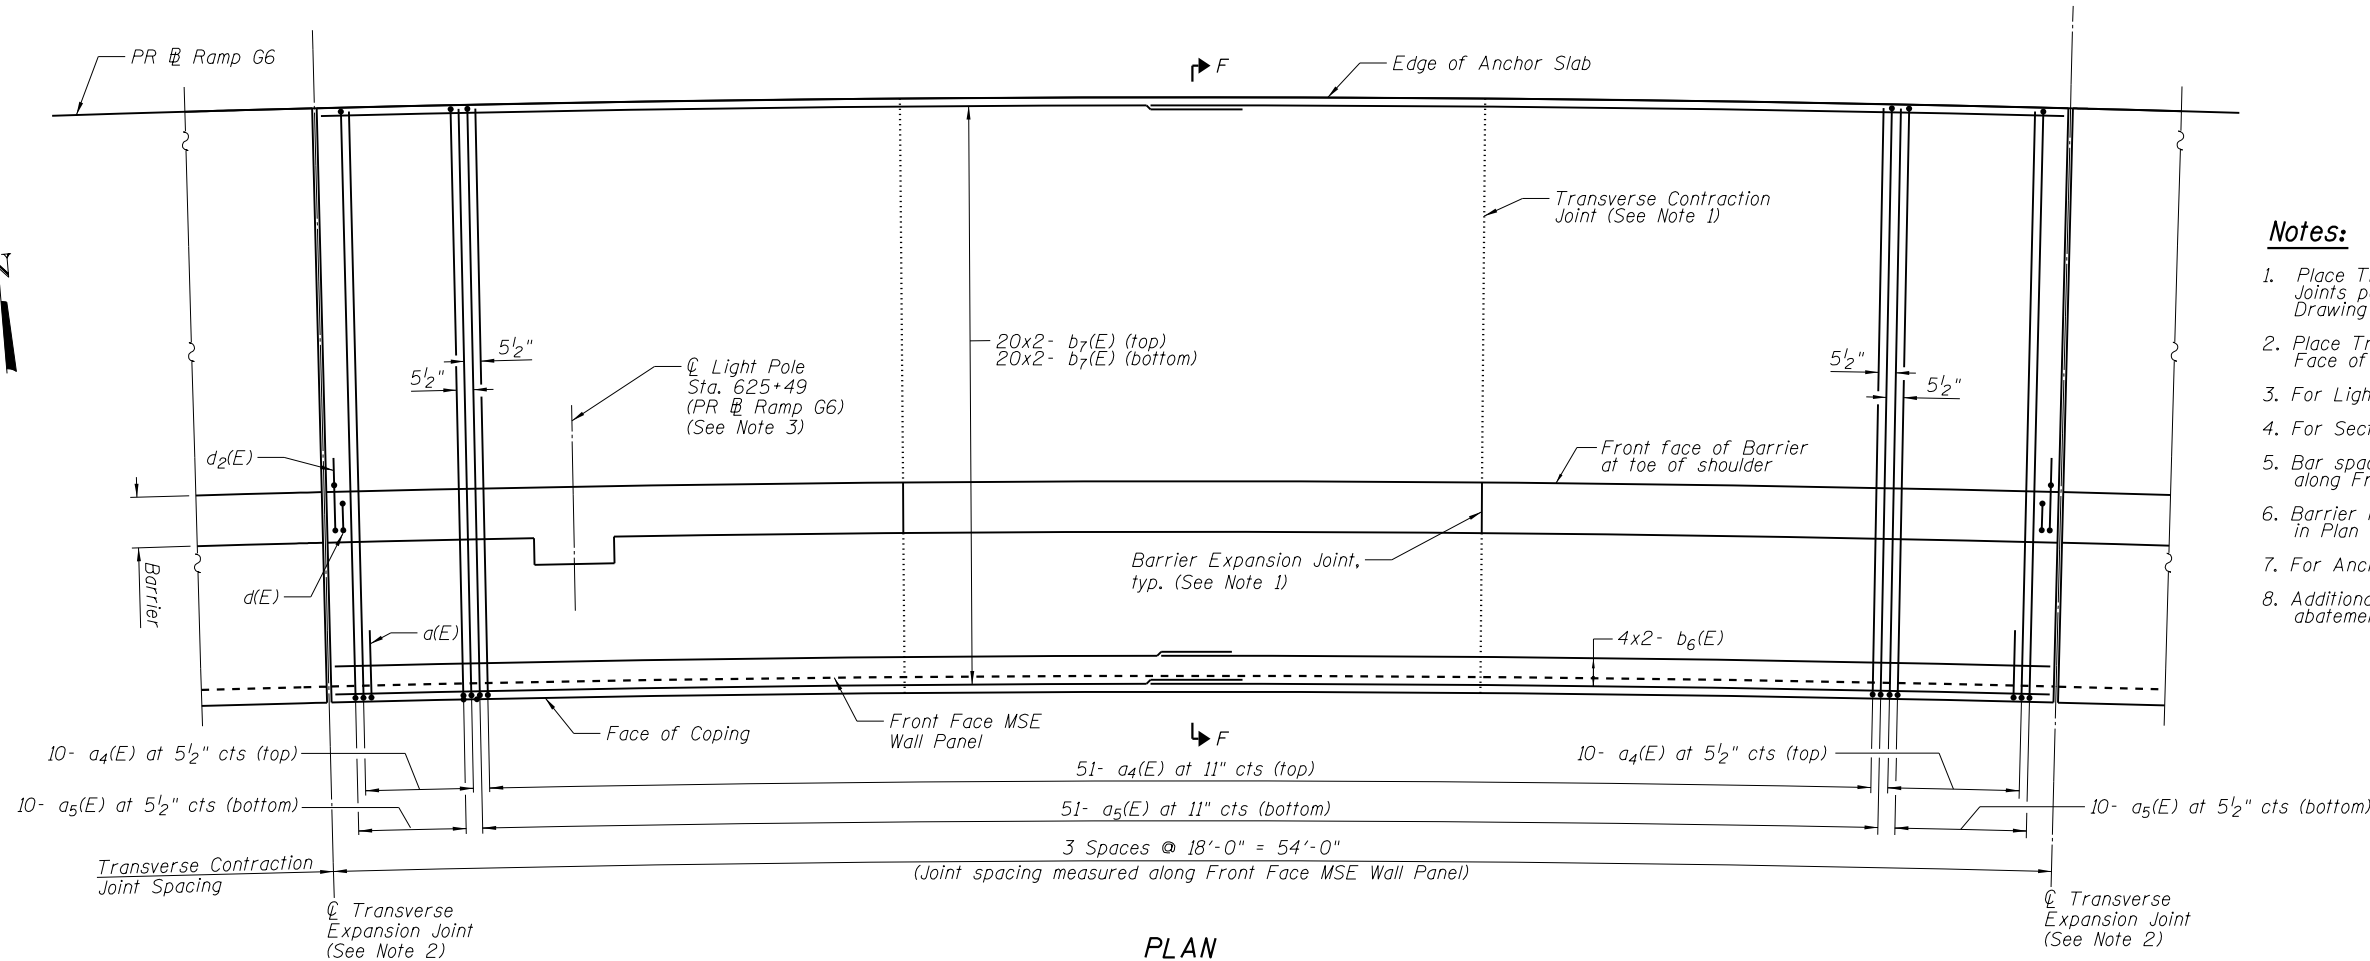 PR ℄ Ramp G6
F
Edge of Anchor Slab
Transverse Contraction
Joint (See Note 1)
Notes:
1. Place
Joints
Drawing
2. Place
Face of
3. For
4. For
5. Bar
along
6. Barrier
in Plan
7. For
8.
20x2- b7(E) (top)
20x2- b7(E) (bottom)
5½"
5½"
℄ Light Pole
Sta. 625+49
(PR ℄ Ramp G6)
(See Note 3)
5½"
5½"
d2(E)
Front face of Barrier
at toe of shoulder
Barrier
d(E)
Barrier Expansion Joint,
typ. (See Note 1)
a(E)
4x2- b6(E)
Face of Coping
Front Face MSE
Wall Panel
F
10- a4(E) at 5½" cts (top)
51- a4(E) at 11" cts (top)
10- a4(E) at 5½" cts (top)
10- a5(E) at 5½" cts (bottom)
51- a5(E) at 11" cts (bottom)
10- a5(E) at 5½" cts (bottom)
3 Spaces @ 18'-0" = 54'-0"
(Joint spacing measured along Front Face MSE Wall Panel)
Transverse Contraction
Joint Spacing
℄ Transverse
Expansion Joint
(See Note 2)
℄ Transverse
Expansion Joint
(See Note 2)
PLAN